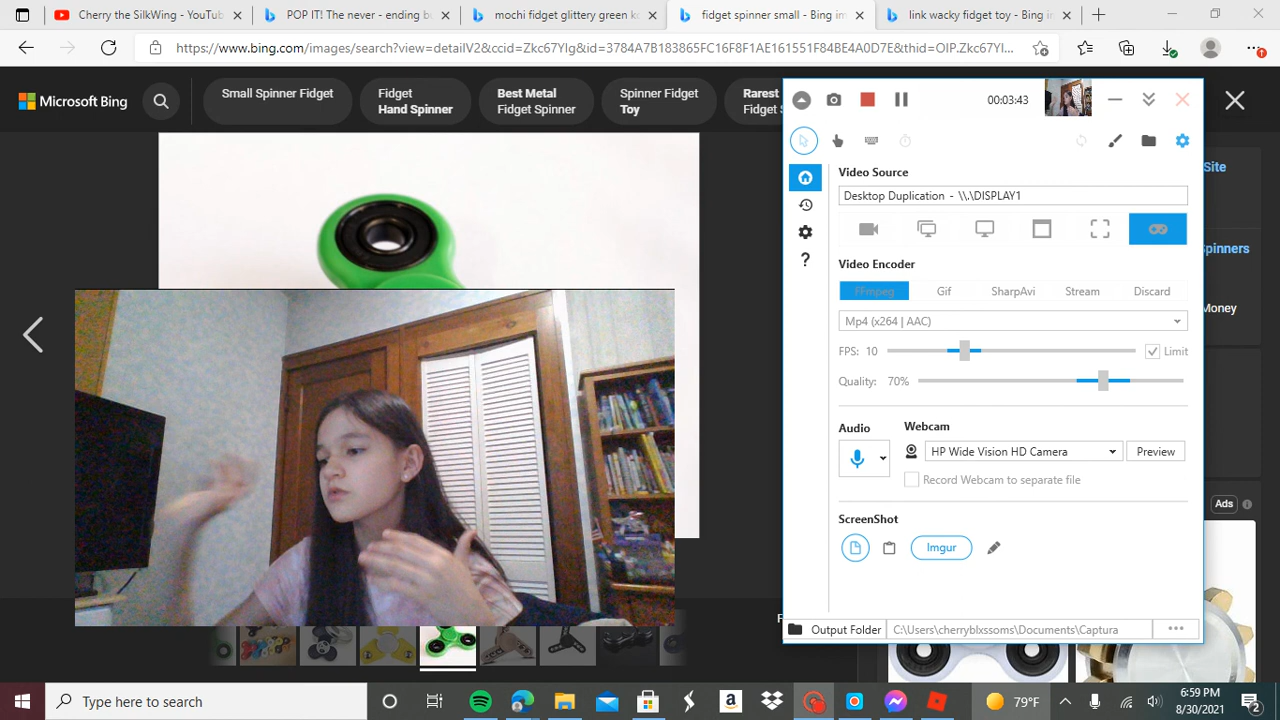 Cherry the SilkWing - YouTub
POP IT! The never - ending bu
mochi fidget glittery green ko
fidget spinner small - Bing im
link wacky fidget toy - Bing im
https://www.bing.com/images/search?view=detailV2&ccid=Zkc67Ylg&id=3784A7B183865FC16F8F1AE161551F84BE4A0D7E&thid=OIP.Zkc67Yl...
Microsoft Bing
Small Spinner Fidget
Fidget
Hand Spinner
Best Metal
Fidget Spinner
Spinner Fidget
Toy
Rarest
Fidget S
00:03:43
Site
Video Source
Desktop Duplication - \\.\DISPLAY1
Spinners
Video Encoder
FFmpeg
Gif
SharpAvi
Stream
Discard
Money
Mp4 (x264 | AAC)
FPS: 10
Limit
Quality: 70%
Audio
Webcam
HP Wide Vision HD Camera
Preview
Record Webcam to separate file
Ads
ScreenShot
Imgur
F
Output Folder
C:\Users\cherryblxssoms\Documents\Captura
Type here to search
79°F
6:59 PM
8/30/2021
2